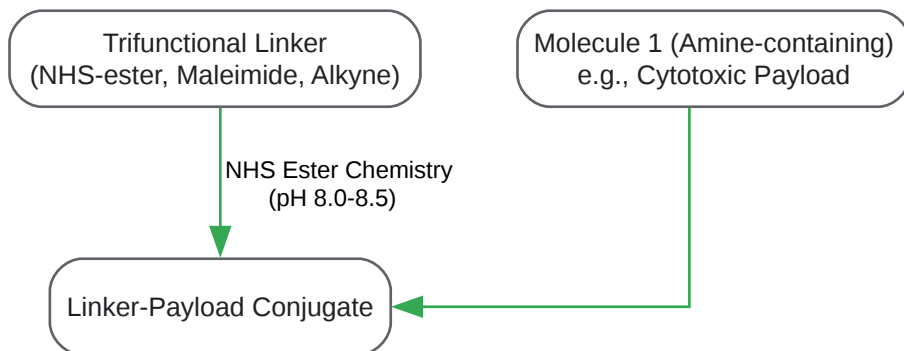 Trifunctional Linker
(NHS-ester, Maleimide, Alkyne)
Molecule 1 (Amine-containing)
e.g., Cytotoxic Payload
NHS Ester Chemistry
(pH 8.0-8.5)
Linker-Payload Conjugate